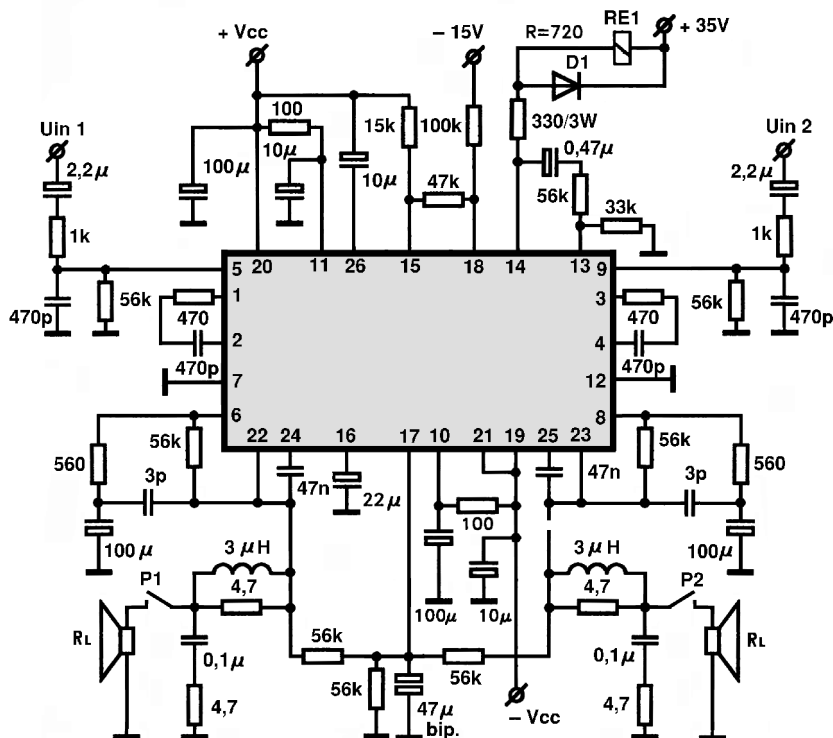 RE1
+ Vcc
– 15V
R=720
+ 35V
D1
100
15k
100k
330/3W
Uin 1
10µ
0,47µ
Uin 2
2,2µ
100µ
10µ
47k
56k
2,2µ
33k
1k
1k
5 20 11 26 15 18 14 13 9
56k
1
3
56k
470p
470
470
470p
2
4
470p
470p
7
12
6
8
56k
22 24 16 17 10 21 19 25 23
56k
560
47n
47n
560
3p
22µ
3p
100
100µ
3µH
3µH
100µ
P1
4,7
4,7
P2
100µ
10µ
RL
RL
56k
0,1µ
56k
0,1µ
56k
4,7
47µ
4,7
bip.
– Vcc